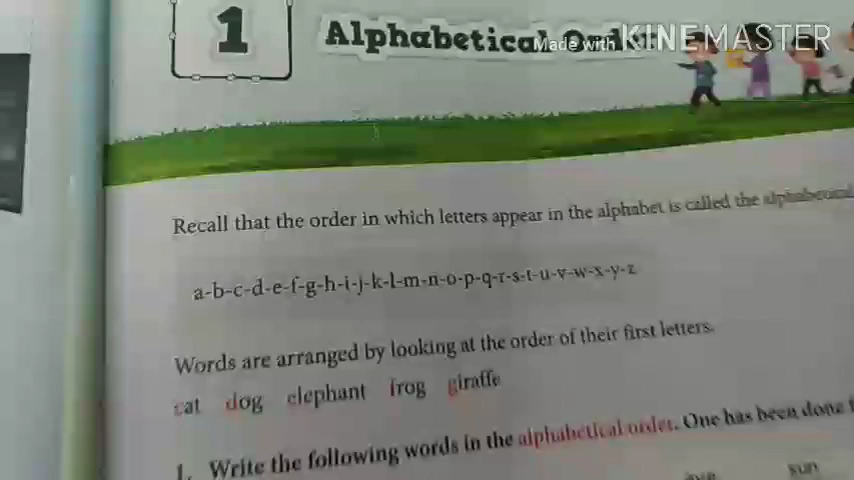 1
Alphabetical Order
Made with KINEMASTER
Recall that the order in which letters appear in the alphabet is called the alphabetical
a-b-c-d-e-f-g-h-i-j-k-l-m-n-o-p-q-r-s-t-u-v-w-x-y-z
Words are arranged by looking at the order of their first letters.
cat dog elephant frog giraffe
1. Write the following words in the alphabetical order. One has been done
sun